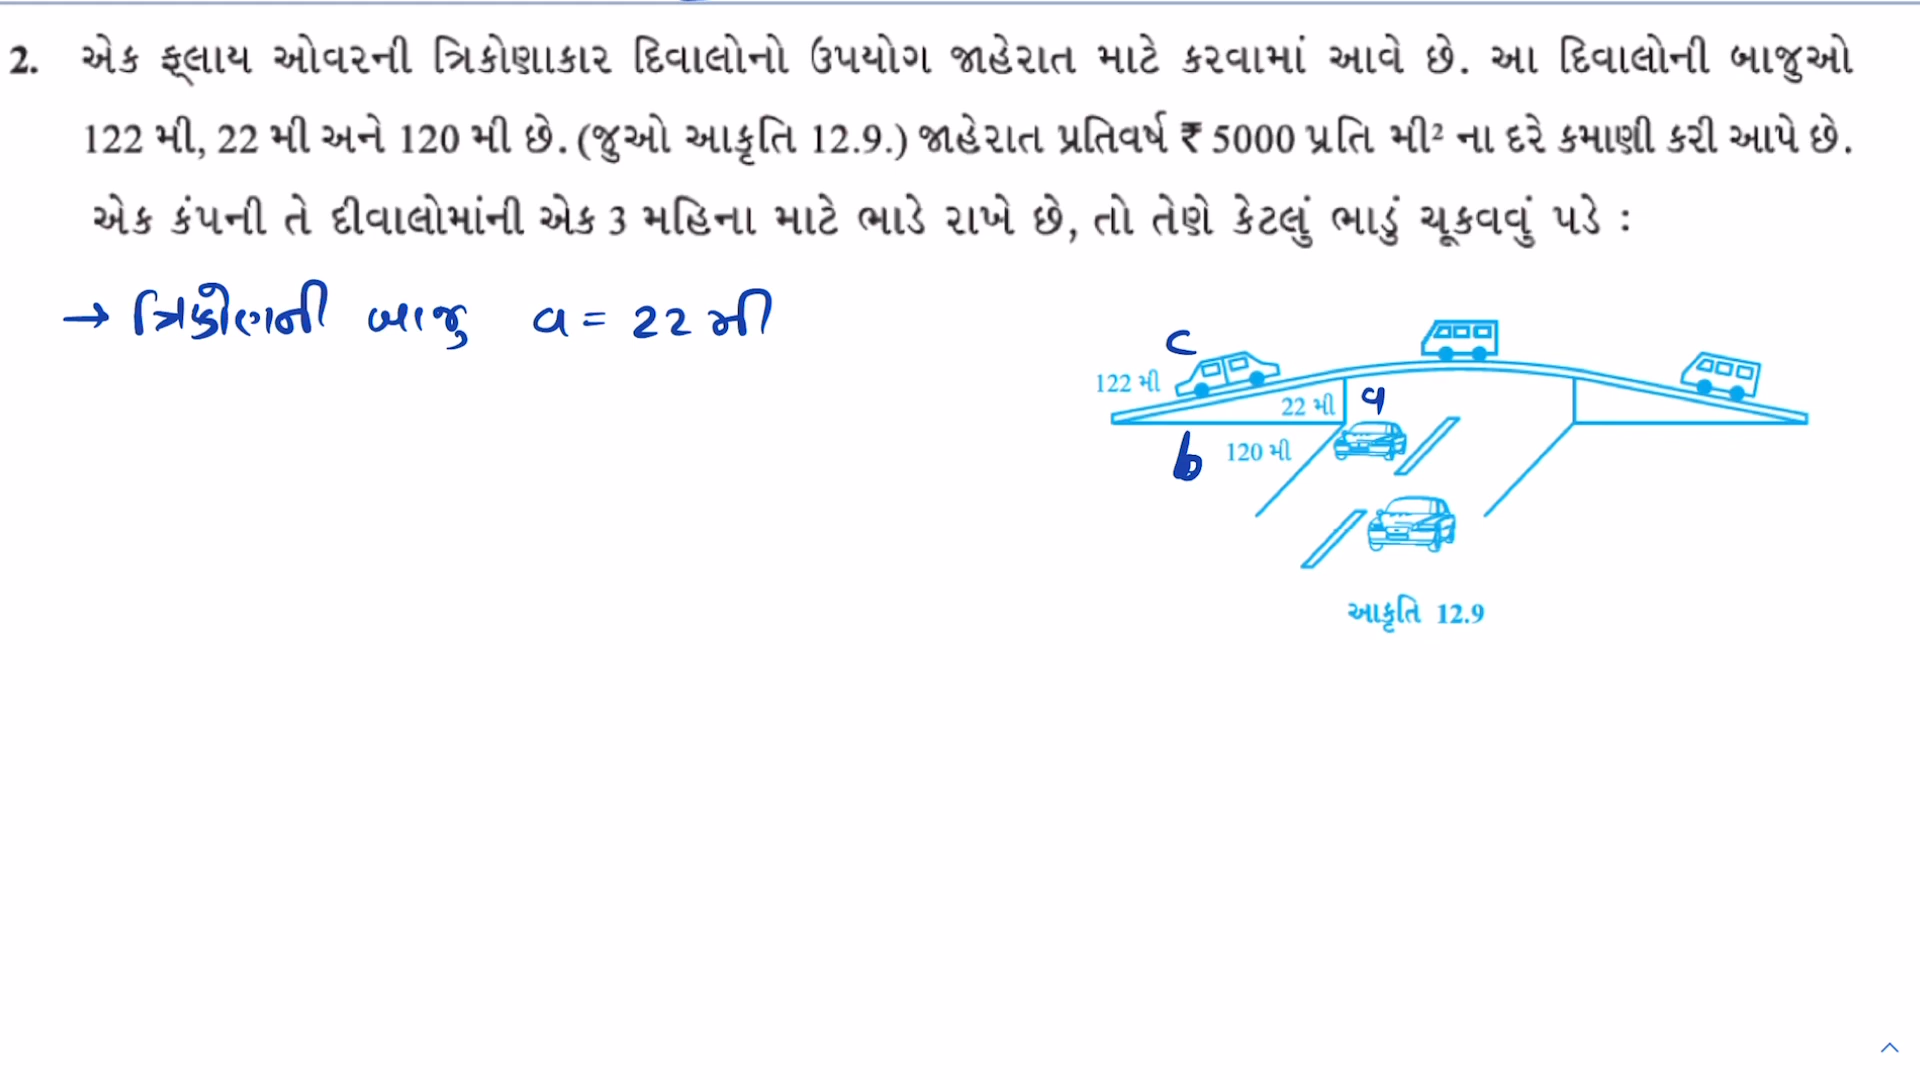 2. એક ફ્લાય ઓવરની ત્રિકોણાકાર દિવાલોનો ઉપયોગ જાહેરાત માટે કરવામાં આવે છે. આ દિવાલોની બાજુઓ
122 મી, 22 મી અને 120 મી છે. (જુઓ આકૃતિ 12.9.) જાહેરાત પ્રતિવર્ષ ₹ 5000 પ્રતિ મી² ના દરે કમાણી કરી આપે છે.
એક કંપની તે દીવાલોમાંની એક 3 મહિના માટે ભાડે રાખે છે, તો તેણે કેટલું ભાડું ચૂકવવું પડે :
→ ત્રિકોણની બાજુ a = 22 મી
c
122 મી
22 મી a
b 120 મી
આકૃતિ 12.9